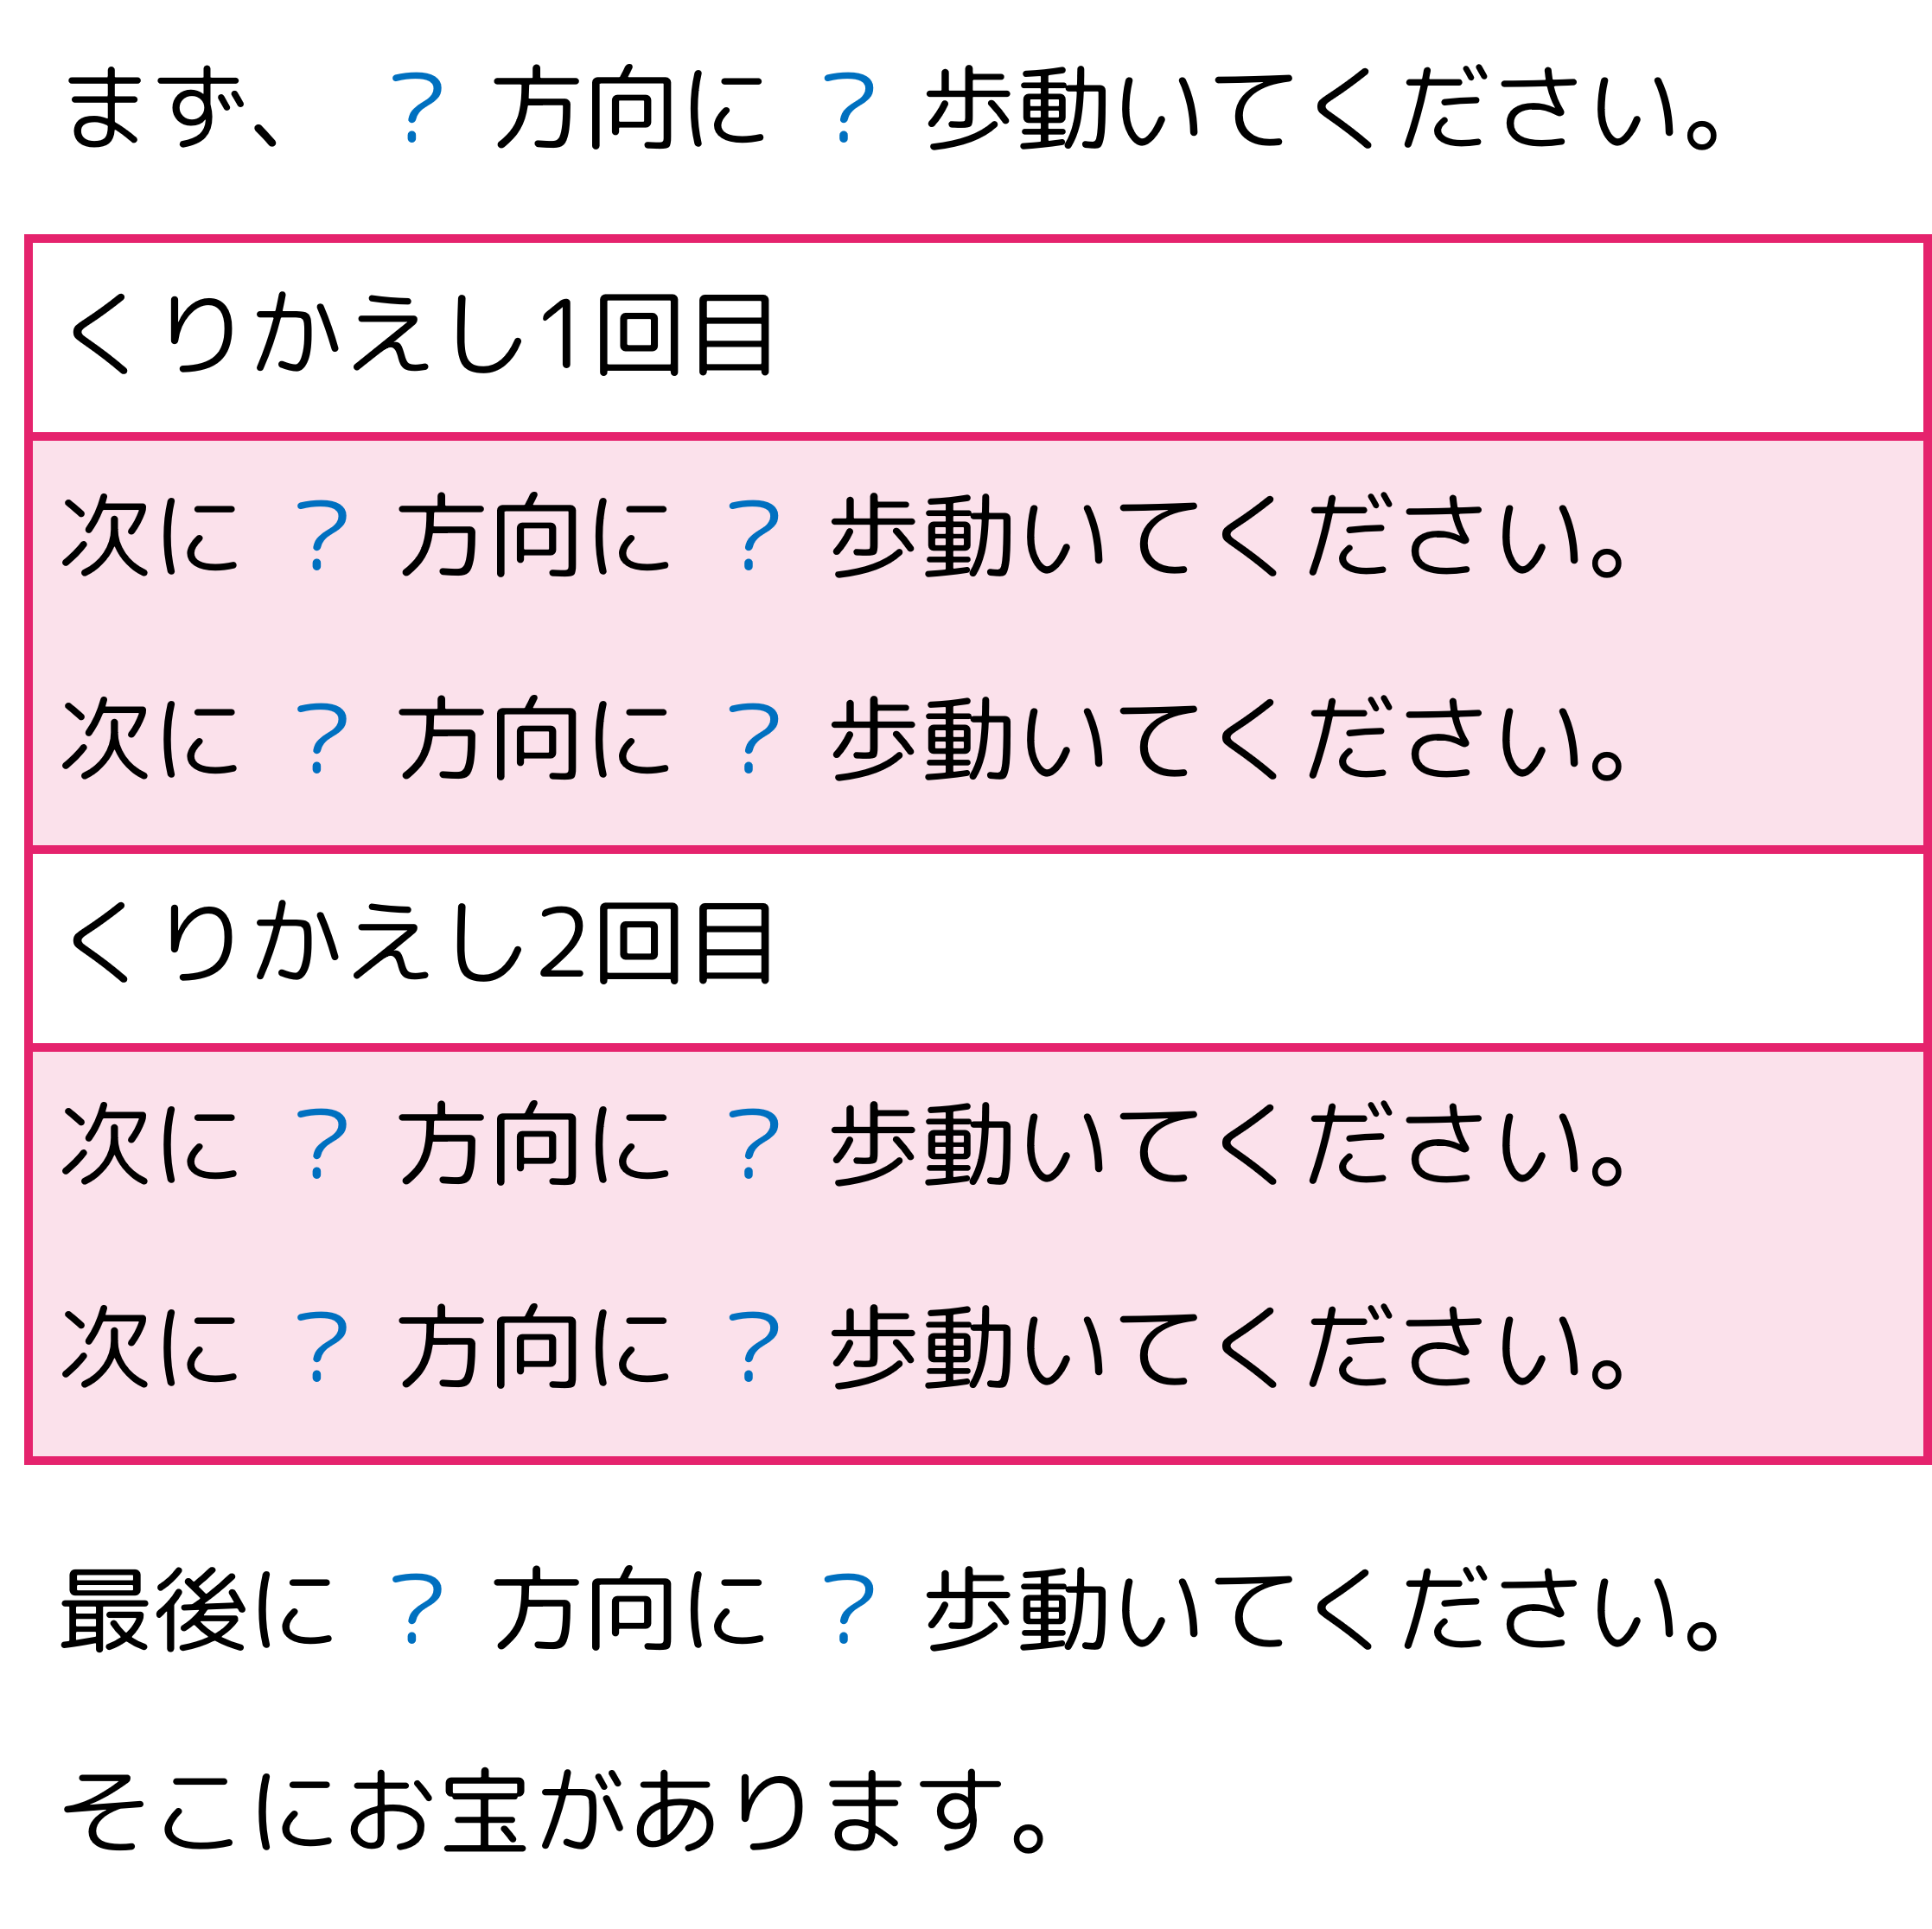 まず、 ? 方向に ? 歩動いてください。
くりかえし1回目
次に ? 方向に ? 歩動いてください。
次に ? 方向に ? 歩動いてください。
くりかえし2回目
次に ? 方向に ? 歩動いてください。
次に ? 方向に ? 歩動いてください。
最後に ? 方向に ? 歩動いてください。
そこにお宝があります。